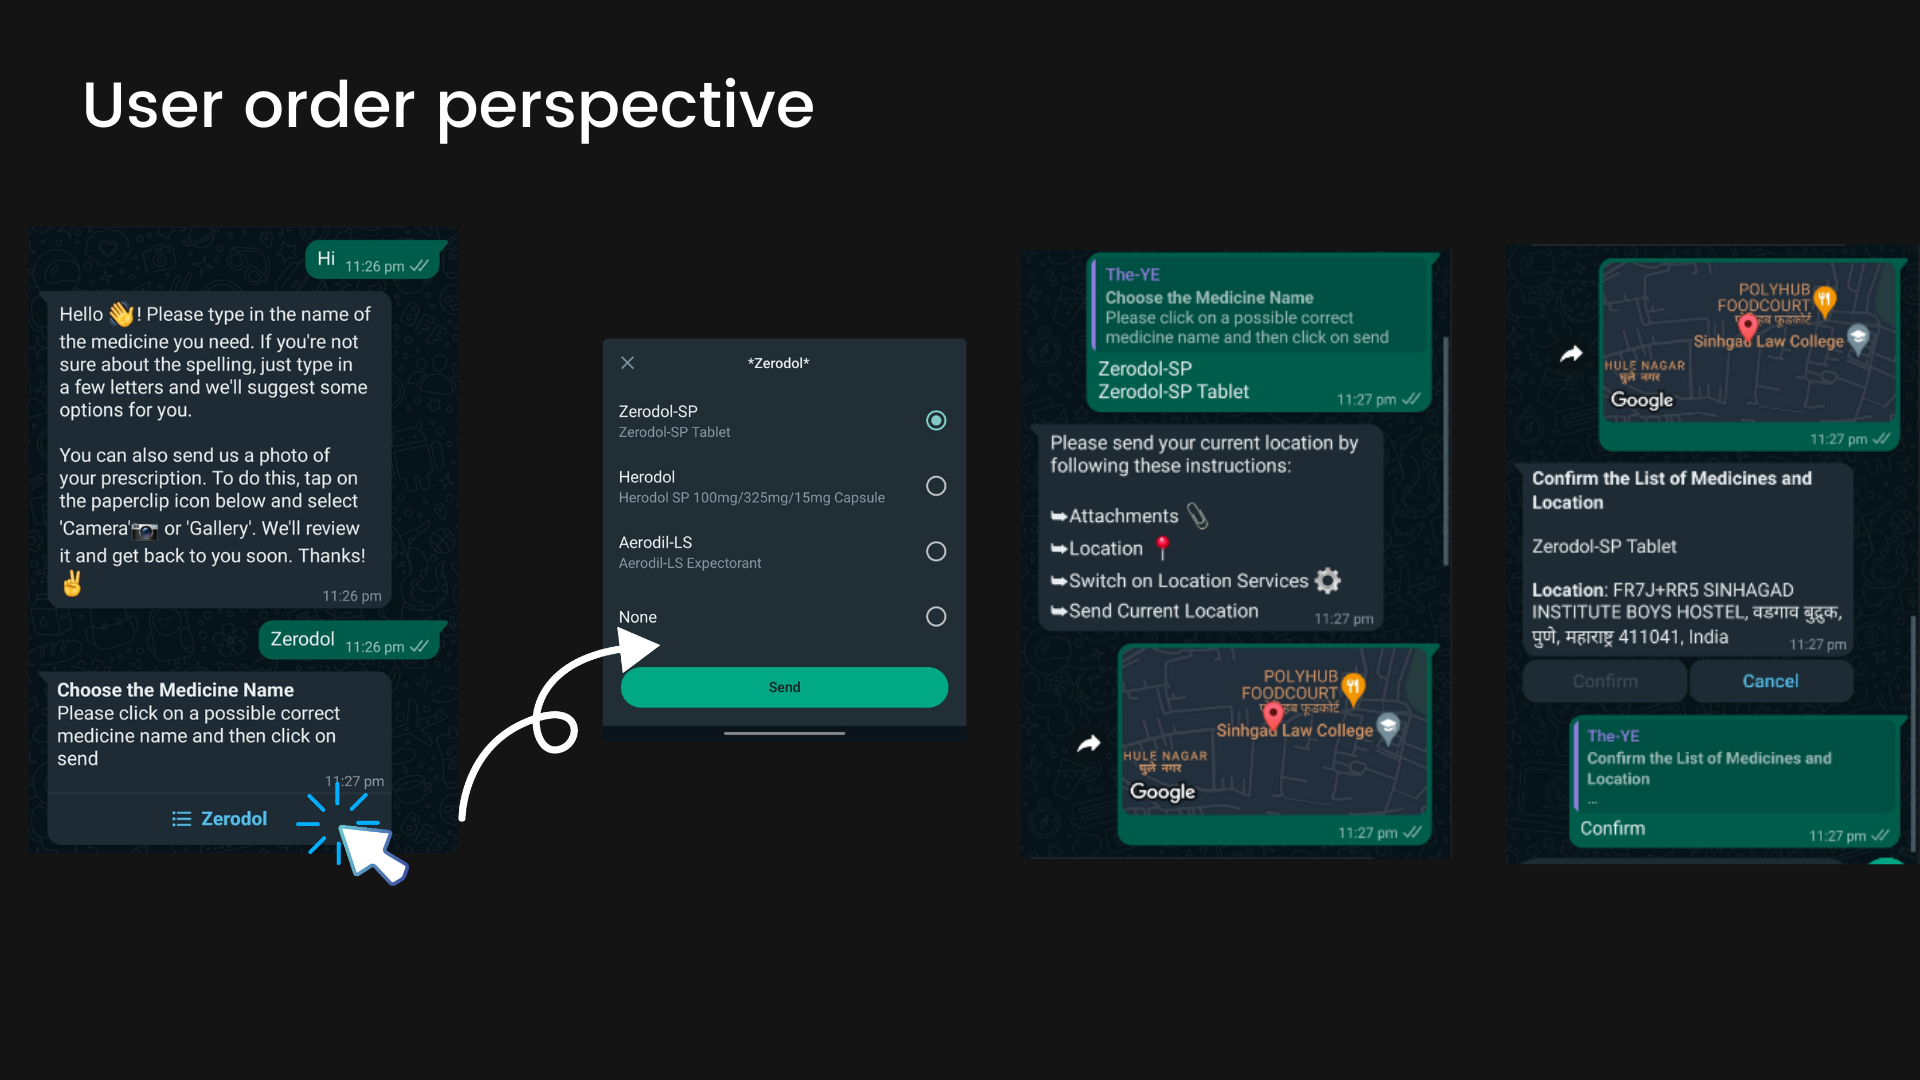 User order perspective
Hi 11:26 pm
Hello 👋! Please type in the name of
the medicine you need. If you're not
sure about the spelling, just type in
a few letters and we'll suggest some
options for you.
You can also send us a photo of
your prescription. To do this, tap on
the paperclip icon below and select
'Camera'📷 or 'Gallery'. We'll review
it and get back to you soon. Thanks!
✌
11:26 pm
Zerodol 11:26 pm
Choose the Medicine Name
Please click on a possible correct
medicine name and then click on
send
11:27 pm
Zerodol
*Zerodol*
Zerodol-SP
Zerodol-SP Tablet
Herodol
Herodol SP 100mg/325mg/15mg Capsule
Aerodil-LS
Aerodil-LS Expectorant
None
Send
The-YE
Choose the Medicine Name
Please click on a possible correct
medicine name and then click on send
Zerodol-SP
Zerodol-SP Tablet
11:27 pm
Please send your current location by
following these instructions:
➥Attachments 📎
➥Location 📍
➥Switch on Location Services ⚙
➥Send Current Location
11:27 pm
POLYHUB
FOODCOURT
फूडकोर्ट
Sinhgad Law College
HULE NAGAR
घुले नगर
Google
11:27 pm
POLYHUB
FOODCOURT
फूडकोर्ट
Sinhgad Law College
HULE NAGAR
घुले नगर
Google
11:27 pm
Confirm the List of Medicines and
Location
Zerodol-SP Tablet
Location: FR7J+RR5 SINHAGAD
INSTITUTE BOYS HOSTEL, वडगाव बुद्रुक,
पुणे, महाराष्ट्र 411041, India
11:27 pm
Confirm
Cancel
The-YE
Confirm the List of Medicines and
Location
...
Confirm
11:27 pm